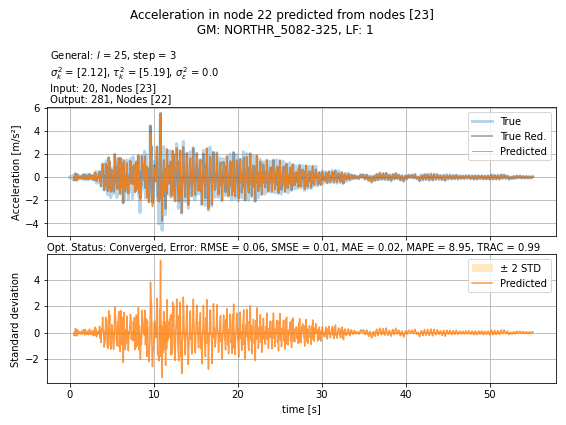 Acceleration in node 22 predicted from nodes [23]
GM: NORTHR_5082-325, LF: 1
General: l = 25, step = 3
σ²ₖ = [2.12], τ²ₖ = [5.19], σ²ε = 0.0
Input: 20, Nodes [23]
Output: 281, Nodes [22]
6
4
2
0
−2
−4
Acceleration [m/s²]
True
True Red.
Predicted
Opt. Status: Converged, Error: RMSE = 0.06, SMSE = 0.01, MAE = 0.02, MAPE = 8.95, TRAC = 0.99
4
2
0
−2
Standard deviation
± 2 STD
Predicted
0 10 20 30 40 50
time [s]